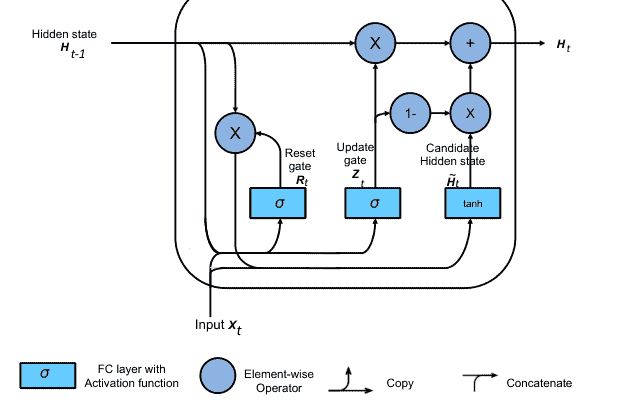 Hidden state
H t-1
X
+
H t
1-
X
X
Reset
gate
R t
Update
gate
Z t
Candidate
Hidden state
H̃ t
σ
σ
tanh
Input X t
σ
FC layer with
Activation function
Element-wise
Operator
Copy
Concatenate